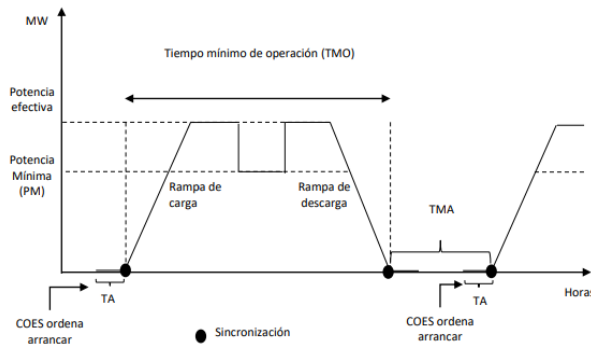 MW
Tiempo mínimo de operación (TMO)
Potencia
efectiva
Potencia
Mínima
(PM)
Rampa de
carga
Rampa de
descarga
TMA
TA
TA
Horas
COES ordena
arrancar
COES ordena
arrancar
Sincronización